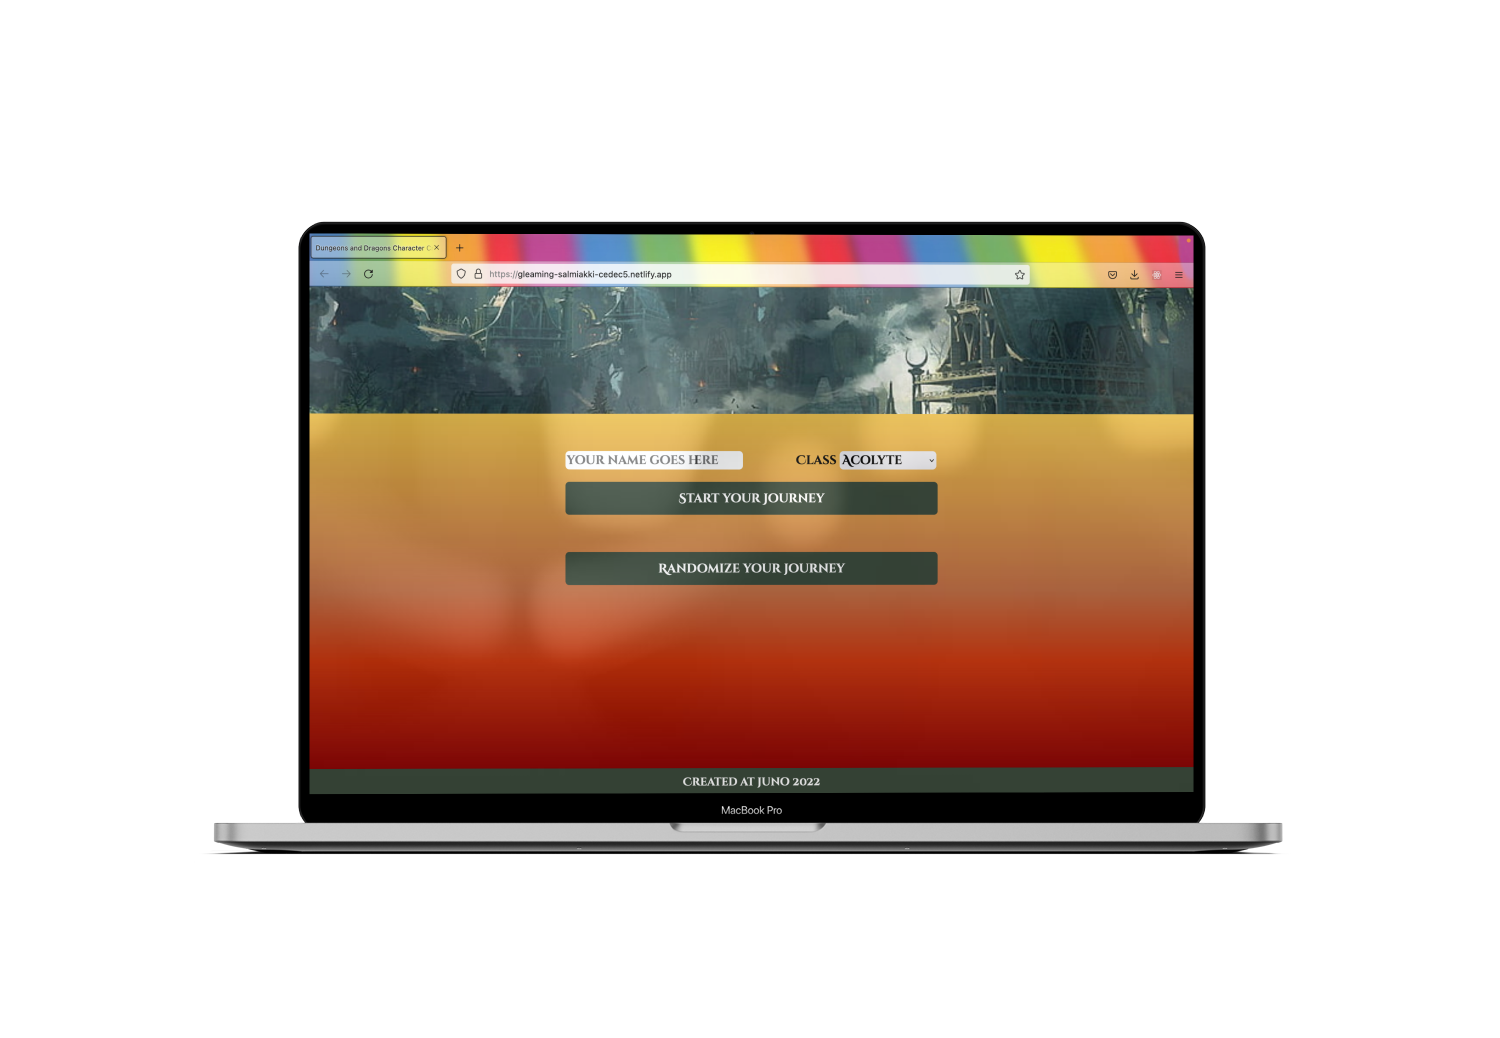 Dungeons and Dragons Character
https://gleaming-salmiakki-cedec5.netlify.app
YOUR NAME GOES HERE
CLASS ACOLYTE
START YOUR JOURNEY
RANDOMIZE YOUR JOURNEY
CREATED AT JUNO 2022
MacBook Pro